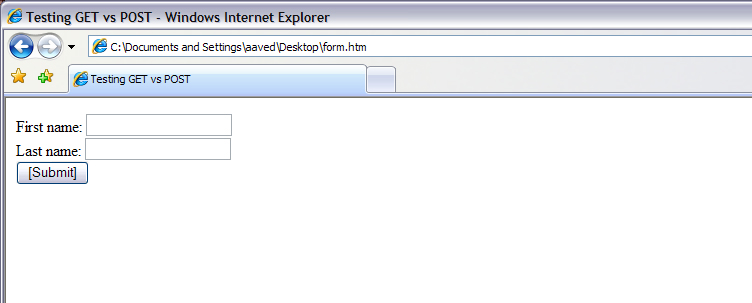 Testing GET vs POST - Windows Internet Explorer
C:\Documents and Settings\aaved\Desktop\form.htm
Testing GET vs POST
First name:
Last name:
[Submit]